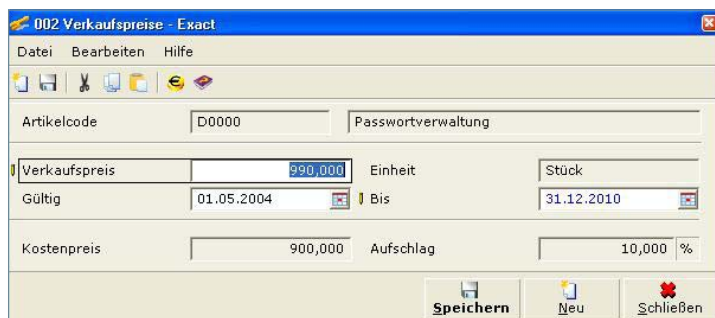 002 Verkaufspreise - Exact
Datei Bearbeiten Hilfe
Artikelcode D0000 Passwortverwaltung
Verkaufspreis 990,000 Einheit Stück
Gültig 01.05.2004 Bis 31.12.2010
Kostenpreis 900,000 Aufschlag 10,000 %
Speichern Neu Schließen